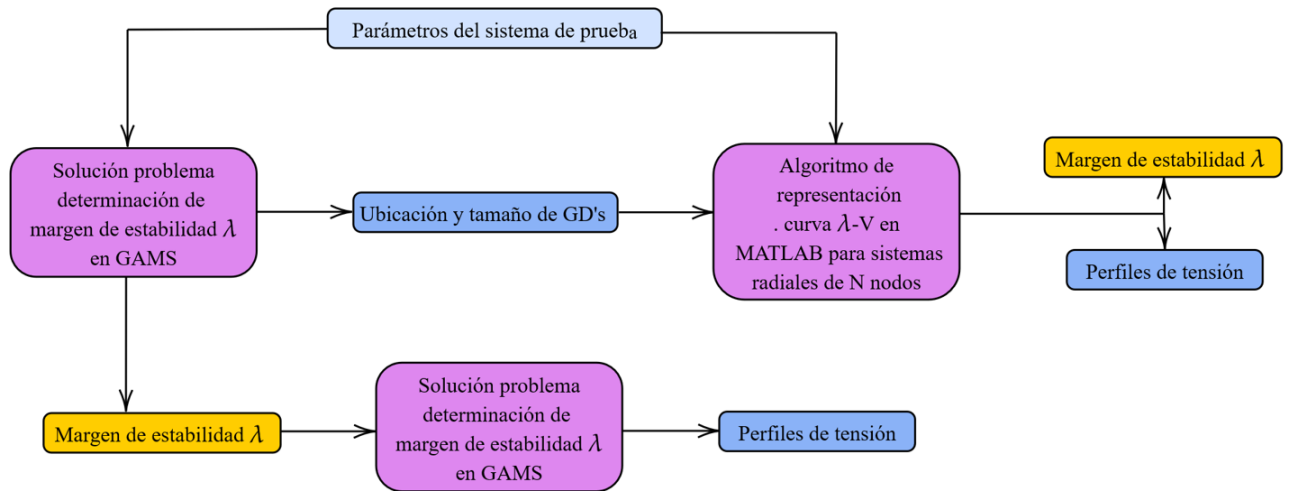 Parámetros del sistema de prueba
Solución problema
determinación de
margen de estabilidad λ
en GAMS
Ubicación y tamaño de GD's
Algoritmo de
representación
. curva λ-V en
MATLAB para sistemas
radiales de N nodos
Margen de estabilidad λ
Perfiles de tensión
Margen de estabilidad λ
Solución problema
determinación de
margen de estabilidad λ
en GAMS
Perfiles de tensión